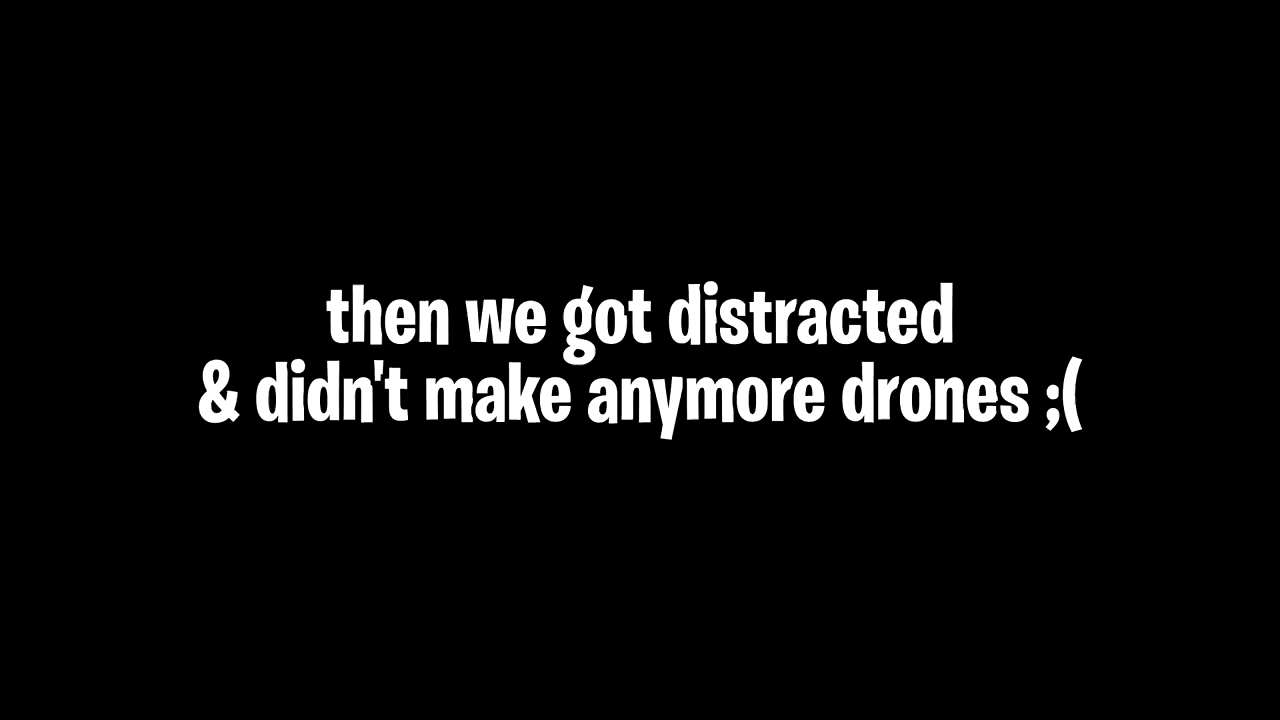 then we got distracted
& didn't make anymore drones ;(